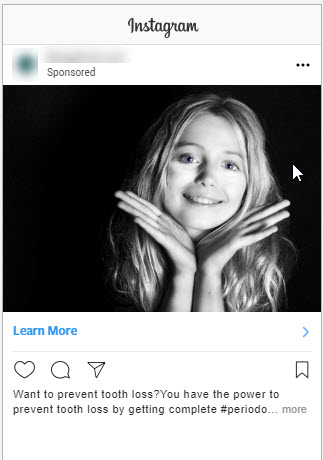 Instagram
Sponsored
Learn More
Want to prevent tooth loss?You have the power to
prevent tooth loss by getting complete #periodo... more